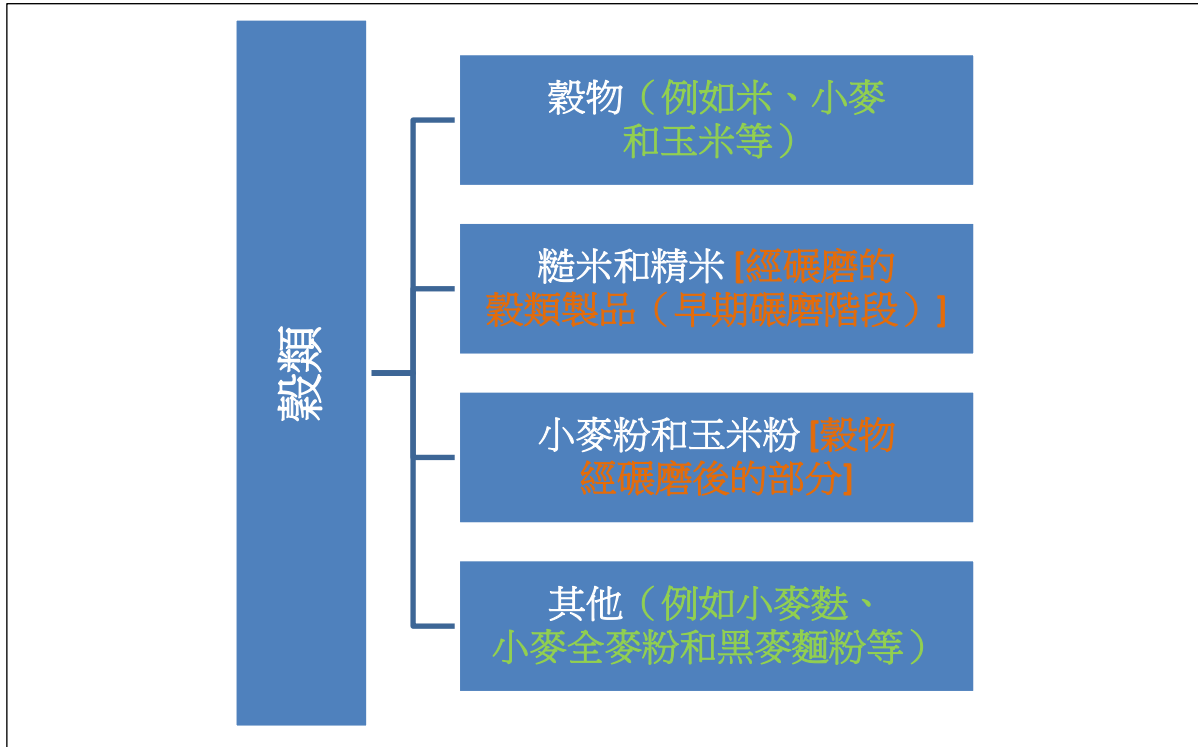 穀類
穀物（例如米、小麥
和玉米等）
糙米和精米 [經碾磨的
穀類製品（早期碾磨階段）]
小麥粉和玉米粉 [穀物
經碾磨後的部分]
其他（例如小麥麩、
小麥全麥粉和黑麥麵粉等）